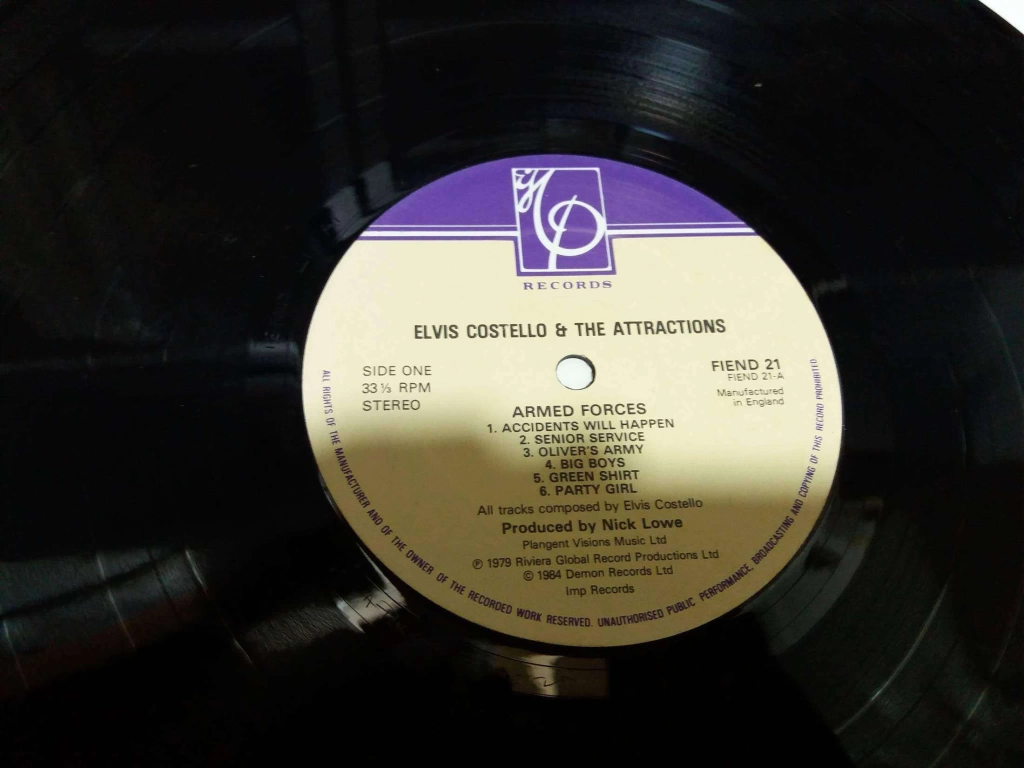 RECORDS
ELVIS COSTELLO & THE ATTRACTIONS
SIDE ONE
33⅓ RPM
STEREO
FIEND 21
FIEND 21-A
Manufactured
in England
ARMED FORCES
1. ACCIDENTS WILL HAPPEN
2. SENIOR SERVICE
3. OLIVER'S ARMY
4. BIG BOYS
5. GREEN SHIRT
6. PARTY GIRL
All tracks composed by Elvis Costello
Produced by Nick Lowe
Plangent Visions Music Ltd
℗ 1979 Riviera Global Record Productions Ltd
© 1984 Demon Records Ltd
Imp Records
ALL RIGHTS OF THE MANUFACTURER AND OF THE OWNER OF THE RECORDED WORK RESERVED. UNAUTHORISED PUBLIC PERFORMANCE, BROADCASTING AND COPYING OF THIS RECORD PROHIBITED.